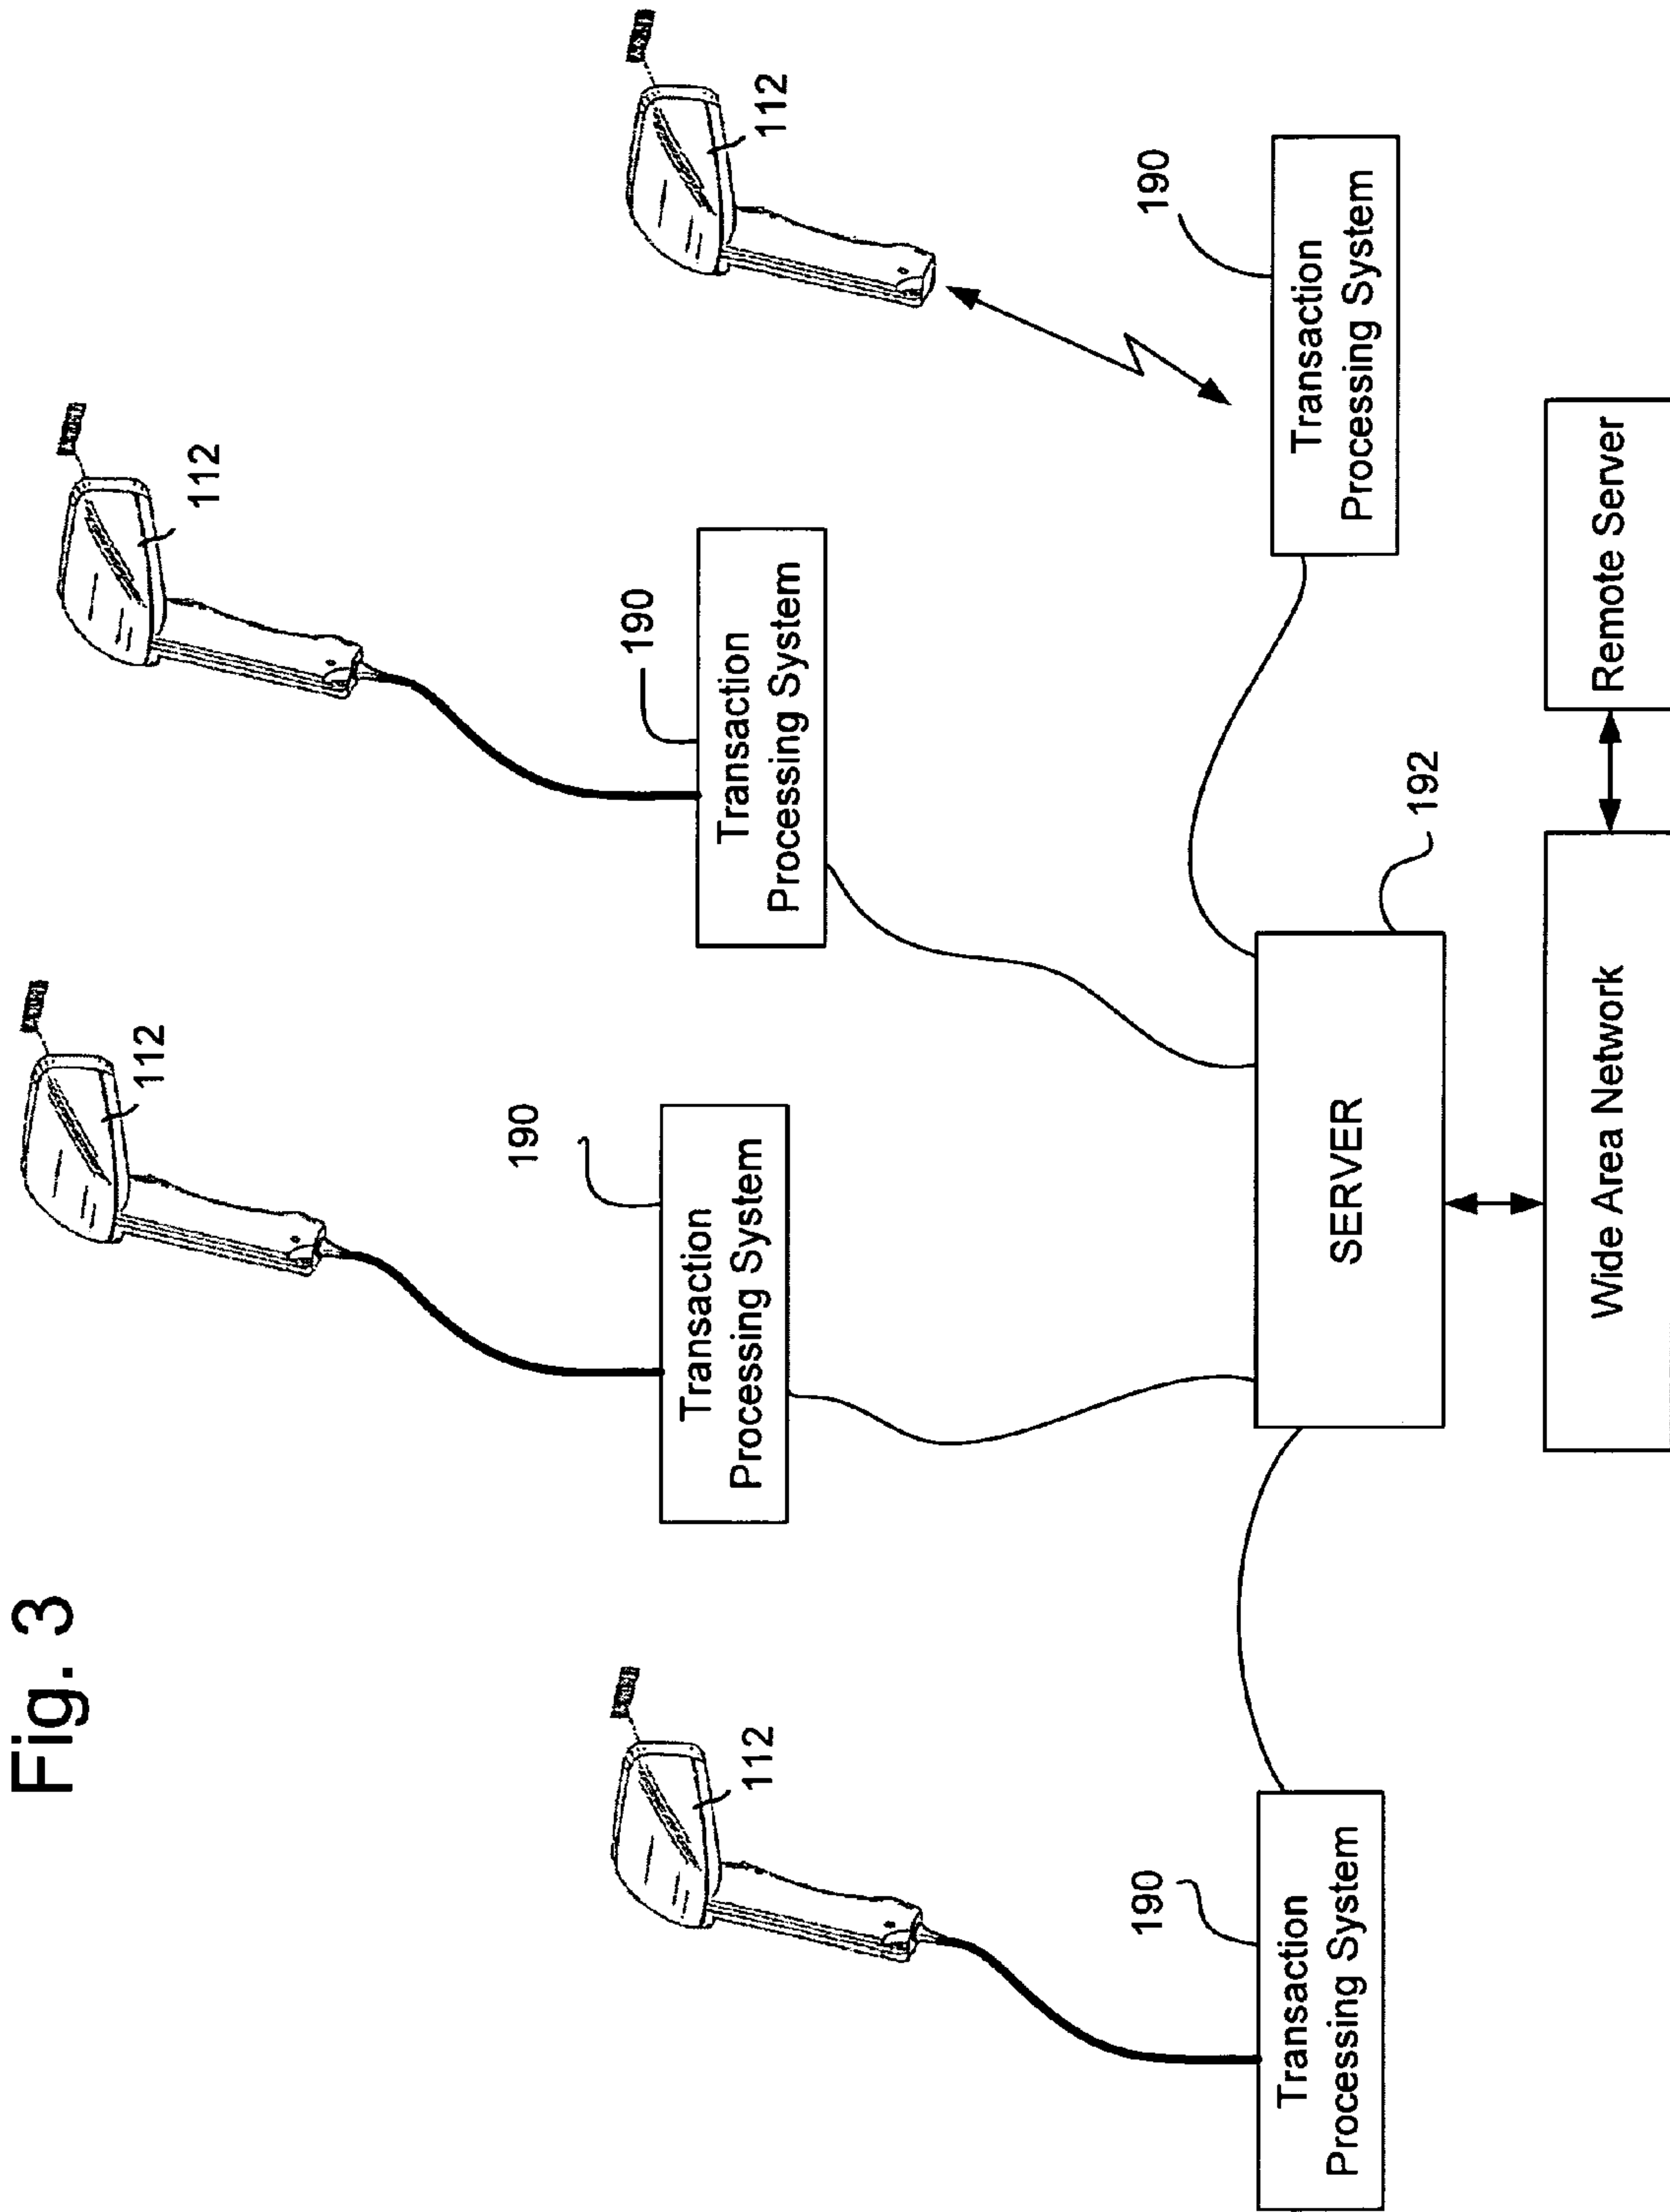 Fig. 3
112
112
112
112
190
Transaction
Processing System
190
Transaction
Processing System
190
Transaction
Processing System
190
Transaction
Processing System
SERVER
192
Wide Area Network
Remote Server